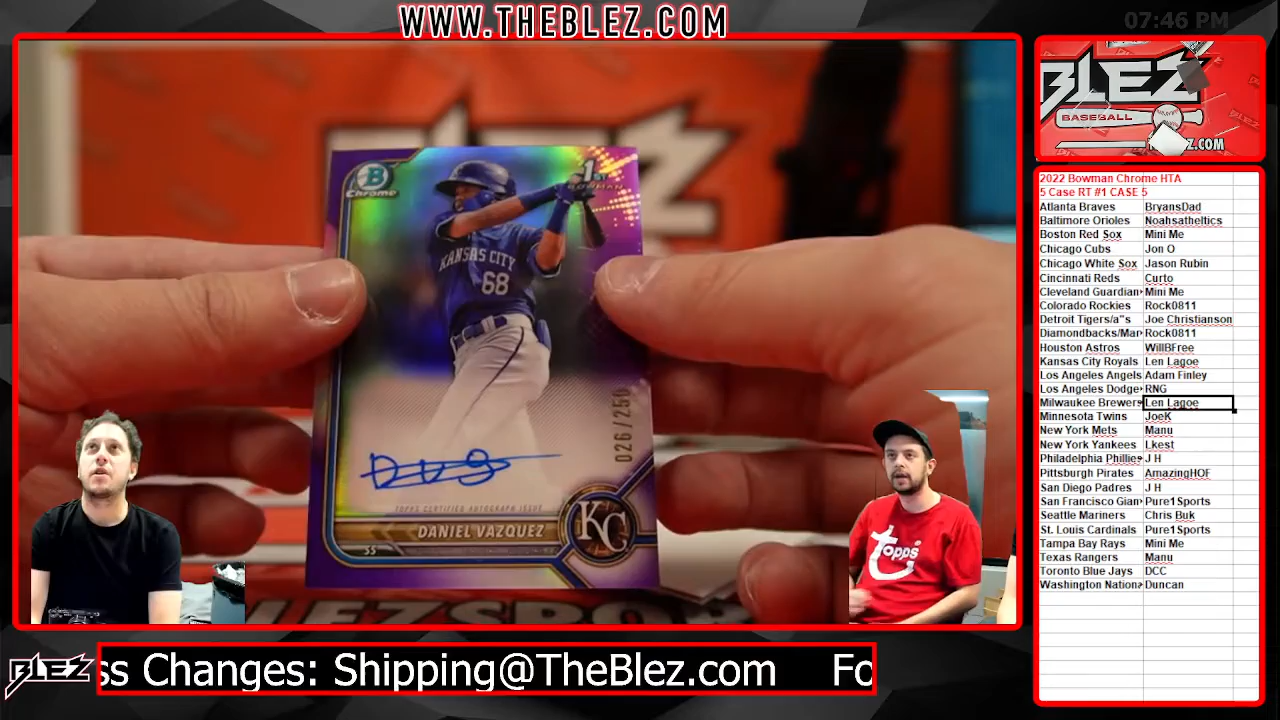 WWW.THEBLEZ.COM
07:46 PM
BLEZ
BASEBALL
Z.COM
2022 Bowman Chrome HTA
5 Case RT #1 CASE 5
Atlanta Braves BryansDad
Baltimore Orioles Noahsatheltics
Boston Red Sox Mini Me
Chicago Cubs Jon O
Chicago White Sox Jason Rubin
Cincinnati Reds Curto
Cleveland Guardian Mini Me
Colorado Rockies Rock0811
Detroit Tigers/a"s Joe Christianson
Diamondbacks/Mar Rock0811
Houston Astros WillBFree
Kansas City Royals Len Lagoe
Los Angeles Angels Adam Finley
Los Angeles Dodge RNG
Milwaukee Brewers Len Lagoe
Minnesota Twins JoeK
New York Mets Manu
New York Yankees Lkest
Philadelphia Phillies J H
Pittsburgh Pirates AmazingHOF
San Diego Padres J H
San Francisco Gian Pure1Sports
Seattle Mariners Chris Buk
St. Louis Cardinals Pure1Sports
Tampa Bay Rays Mini Me
Texas Rangers Manu
Toronto Blue Jays DCC
Washington Nationa Duncan
B
Chrome
1st
BOWMAN
KANSAS CITY
68
026/250
TOPPS CERTIFIED AUTOGRAPH ISSUE
DANIEL VAZQUEZ
SS
KC
topps
BLEZ
ss Changes: Shipping@TheBlez.com Fo